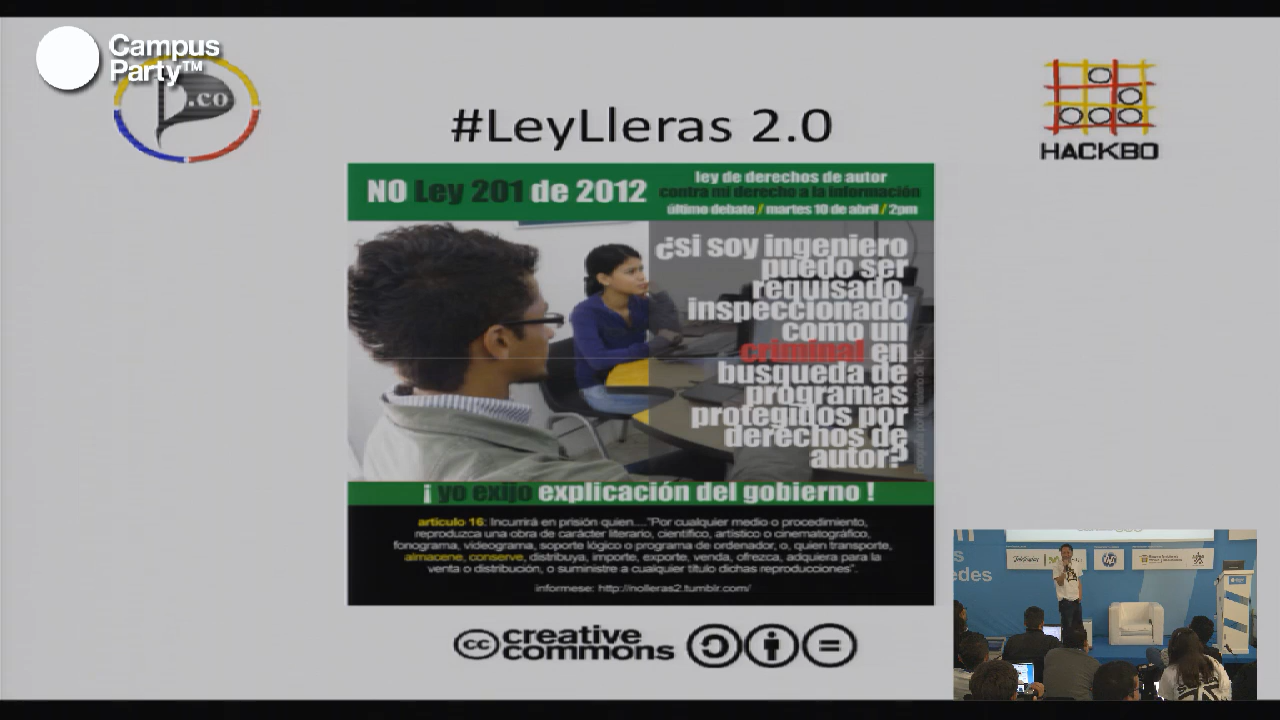 Campus
Party™
.co
#LeyLleras 2.0
HACKBO
NO Ley 201 de 2012
ley de derechos de autor
contra mi derecho a la información
último debate / martes 10 de abril / 2pm
¿si soy ingeniero
puedo ser
requisado,
inspeccionado
como un
criminal en
busqueda de
programas
protegidos por
derechos de
autor?
¡ yo exijo explicación del gobierno !
artículo 16: Incurrirá en prisión quien...."Por cualquier medio o procedimiento,
reproduzca una obra de carácter literario, científico, artístico o cinematográfico,
fonograma, videograma, soporte lógico o programa de ordenador, o, quien transporte,
almacene, conserve, distribuya, importe, exporte, venda, ofrezca, adquiera para la
venta o distribución, o suministre a cualquier título dichas reproducciones".
informese: http://nolleras2.tumblr.com/
cc creative
commons
hp
edes